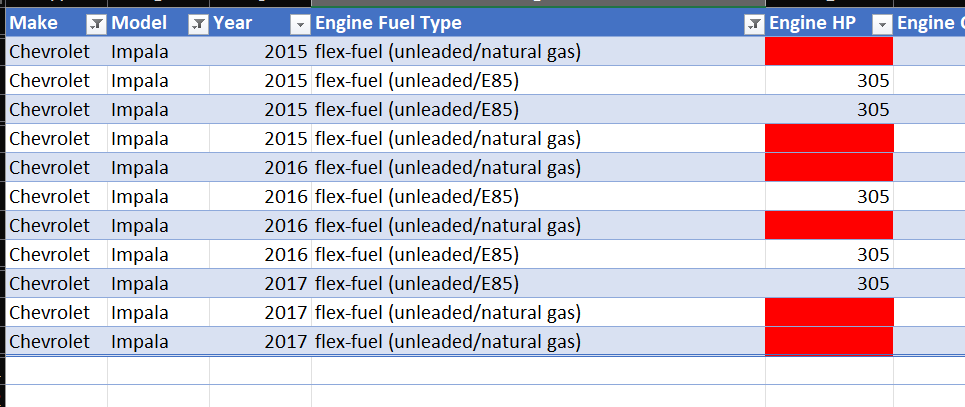 Make Model Year Engine Fuel Type Engine HP Engine
Chevrolet Impala 2015 flex-fuel (unleaded/natural gas)
Chevrolet Impala 2015 flex-fuel (unleaded/E85) 305
Chevrolet Impala 2015 flex-fuel (unleaded/E85) 305
Chevrolet Impala 2015 flex-fuel (unleaded/natural gas)
Chevrolet Impala 2016 flex-fuel (unleaded/natural gas)
Chevrolet Impala 2016 flex-fuel (unleaded/E85) 305
Chevrolet Impala 2016 flex-fuel (unleaded/natural gas)
Chevrolet Impala 2016 flex-fuel (unleaded/E85) 305
Chevrolet Impala 2017 flex-fuel (unleaded/E85) 305
Chevrolet Impala 2017 flex-fuel (unleaded/natural gas)
Chevrolet Impala 2017 flex-fuel (unleaded/natural gas)